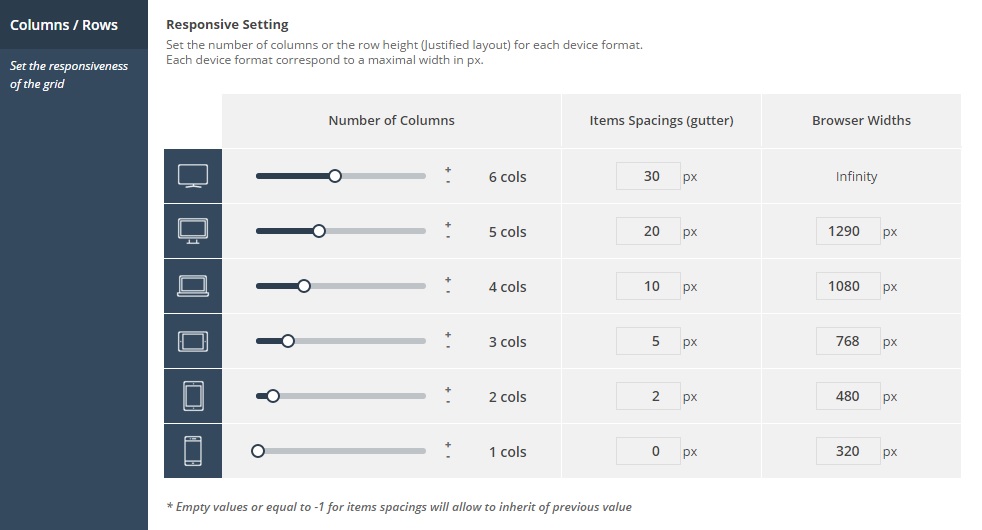 Columns / Rows
Set the responsiveness
of the grid
Responsive Setting
Set the number of columns or the row height (Justified layout) for each device format.
Each device format correspond to a maximal width in px.
Number of Columns Items Spacings (gutter) Browser Widths
+ - 6 cols 30 px Infinity
+ - 5 cols 20 px 1290 px
+ - 4 cols 10 px 1080 px
+ - 3 cols 5 px 768 px
+ - 2 cols 2 px 480 px
+ - 1 cols 0 px 320 px
* Empty values or equal to -1 for items spacings will allow to inherit of previous value